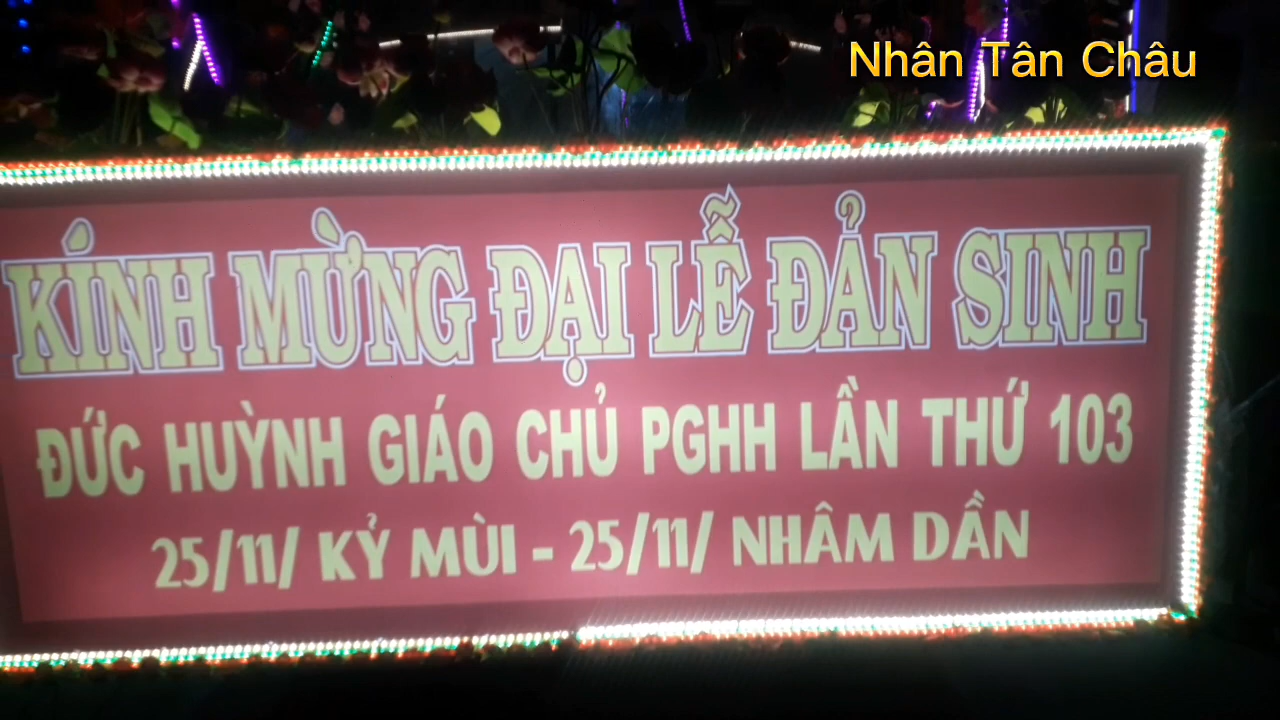 Nhân Tân Châu
KÍNH MỪNG ĐẠI LỄ ĐẢN SINH
ĐỨC HUỲNH GIÁO CHỦ PGHH LẦN THỨ 103
25/11/ KỶ MÙI - 25/11/ NHÂM DẦN